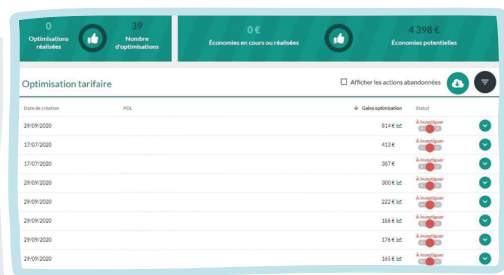 0
Optimisations
réalisées
39
Nombre
d'optimisations
0 €
Économies en cours ou réalisées
4 398 €
Économies potentielles
Optimisation tarifaire
Afficher les actions abandonnées
Date de création PDL Gains optimisation Statut
29/09/2020 814 € À investiguer
17/07/2020 413 € À investiguer
17/07/2020 367 € À investiguer
29/09/2020 300 € À investiguer
29/09/2020 222 € À investiguer
29/09/2020 186 € À investiguer
29/09/2020 176 € À investiguer
29/09/2020 165 € À investiguer